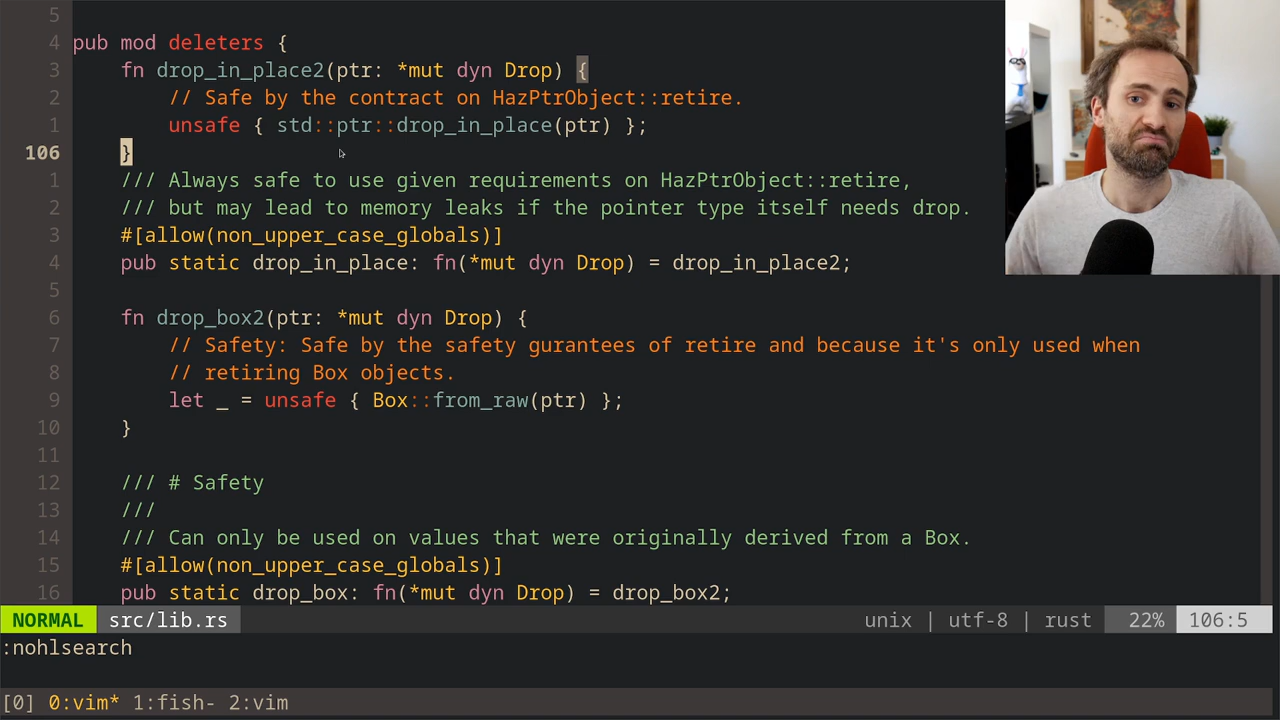 5
4 pub mod deleters {
3     fn drop_in_place2(ptr: *mut dyn Drop) {
2         // Safe by the contract on HazPtrObject::retire.
1         unsafe { std::ptr::drop_in_place(ptr) };
106     }
1     /// Always safe to use given requirements on HazPtrObject::retire,
2     /// but may lead to memory leaks if the pointer type itself needs drop.
3     #[allow(non_upper_case_globals)]
4     pub static drop_in_place: fn(*mut dyn Drop) = drop_in_place2;
5
6     fn drop_box2(ptr: *mut dyn Drop) {
7         // Safety: Safe by the safety gurantees of retire and because it's only used when
8         // retiring Box objects.
9         let _ = unsafe { Box::from_raw(ptr) };
10     }
11
12     /// # Safety
13     ///
14     /// Can only be used on values that were originally derived from a Box.
15     #[allow(non_upper_case_globals)]
16     pub static drop_box: fn(*mut dyn Drop) = drop_box2;
NORMAL src/lib.rs unix | utf-8 | rust 22% 106:5
:nohlsearch
[0] 0:vim* 1:fish- 2:vim